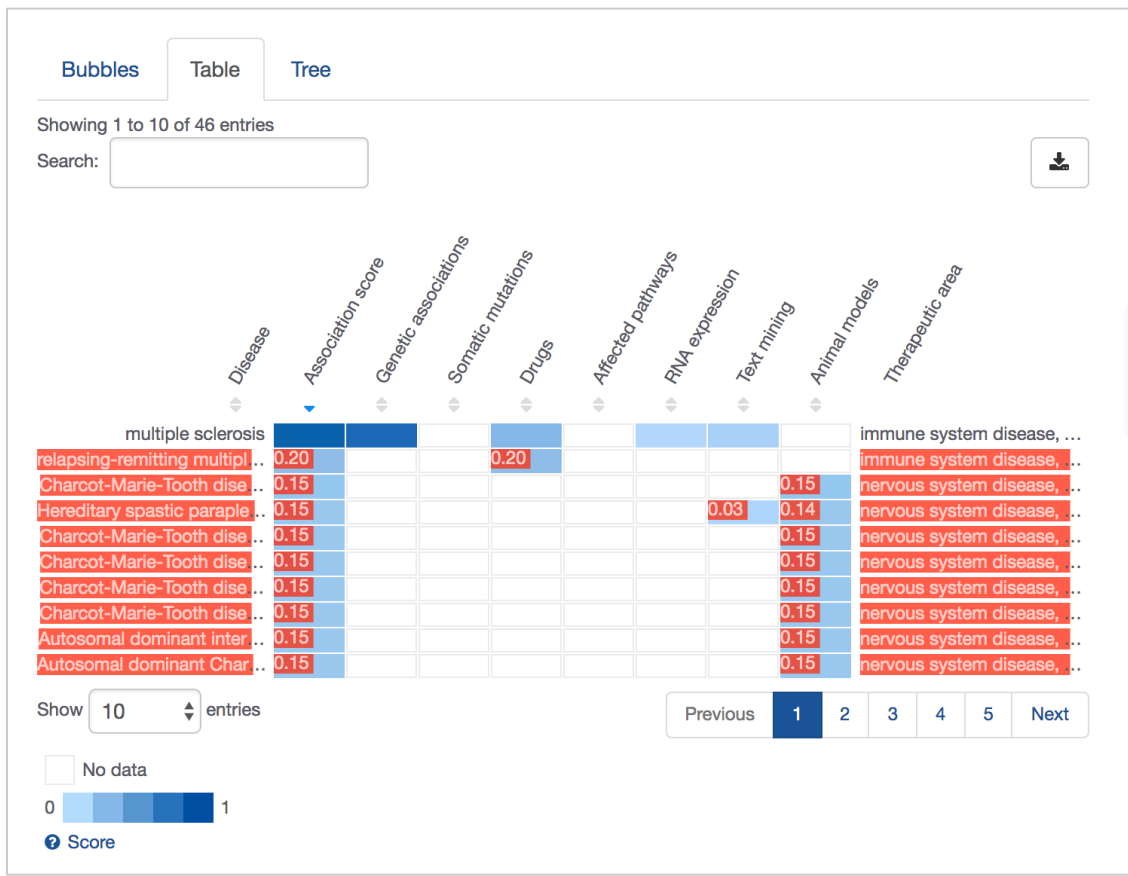 Bubbles Table Tree
Showing 1 to 10 of 46 entries
Search:
Disease Association score Genetic associations Somatic mutations Drugs Affected pathways RNA expression Text mining Animal models Therapeutic area
multiple sclerosis immune system disease, ...
relapsing-remitting multipl... 0.20 0.20 immune system disease, ...
Charcot-Marie-Tooth dise... 0.15 0.15 nervous system disease, ...
Hereditary spastic paraple... 0.15 0.03 0.14 nervous system disease, ...
Charcot-Marie-Tooth dise... 0.15 0.15 nervous system disease, ...
Charcot-Marie-Tooth dise... 0.15 0.15 nervous system disease, ...
Charcot-Marie-Tooth dise... 0.15 0.15 nervous system disease, ...
Charcot-Marie-Tooth dise... 0.15 0.15 nervous system disease, ...
Autosomal dominant inter... 0.15 0.15 nervous system disease, ...
Autosomal dominant Char... 0.15 0.15 nervous system disease, ...
Show 10 entries Previous 1 2 3 4 5 Next
No data
0 1
? Score